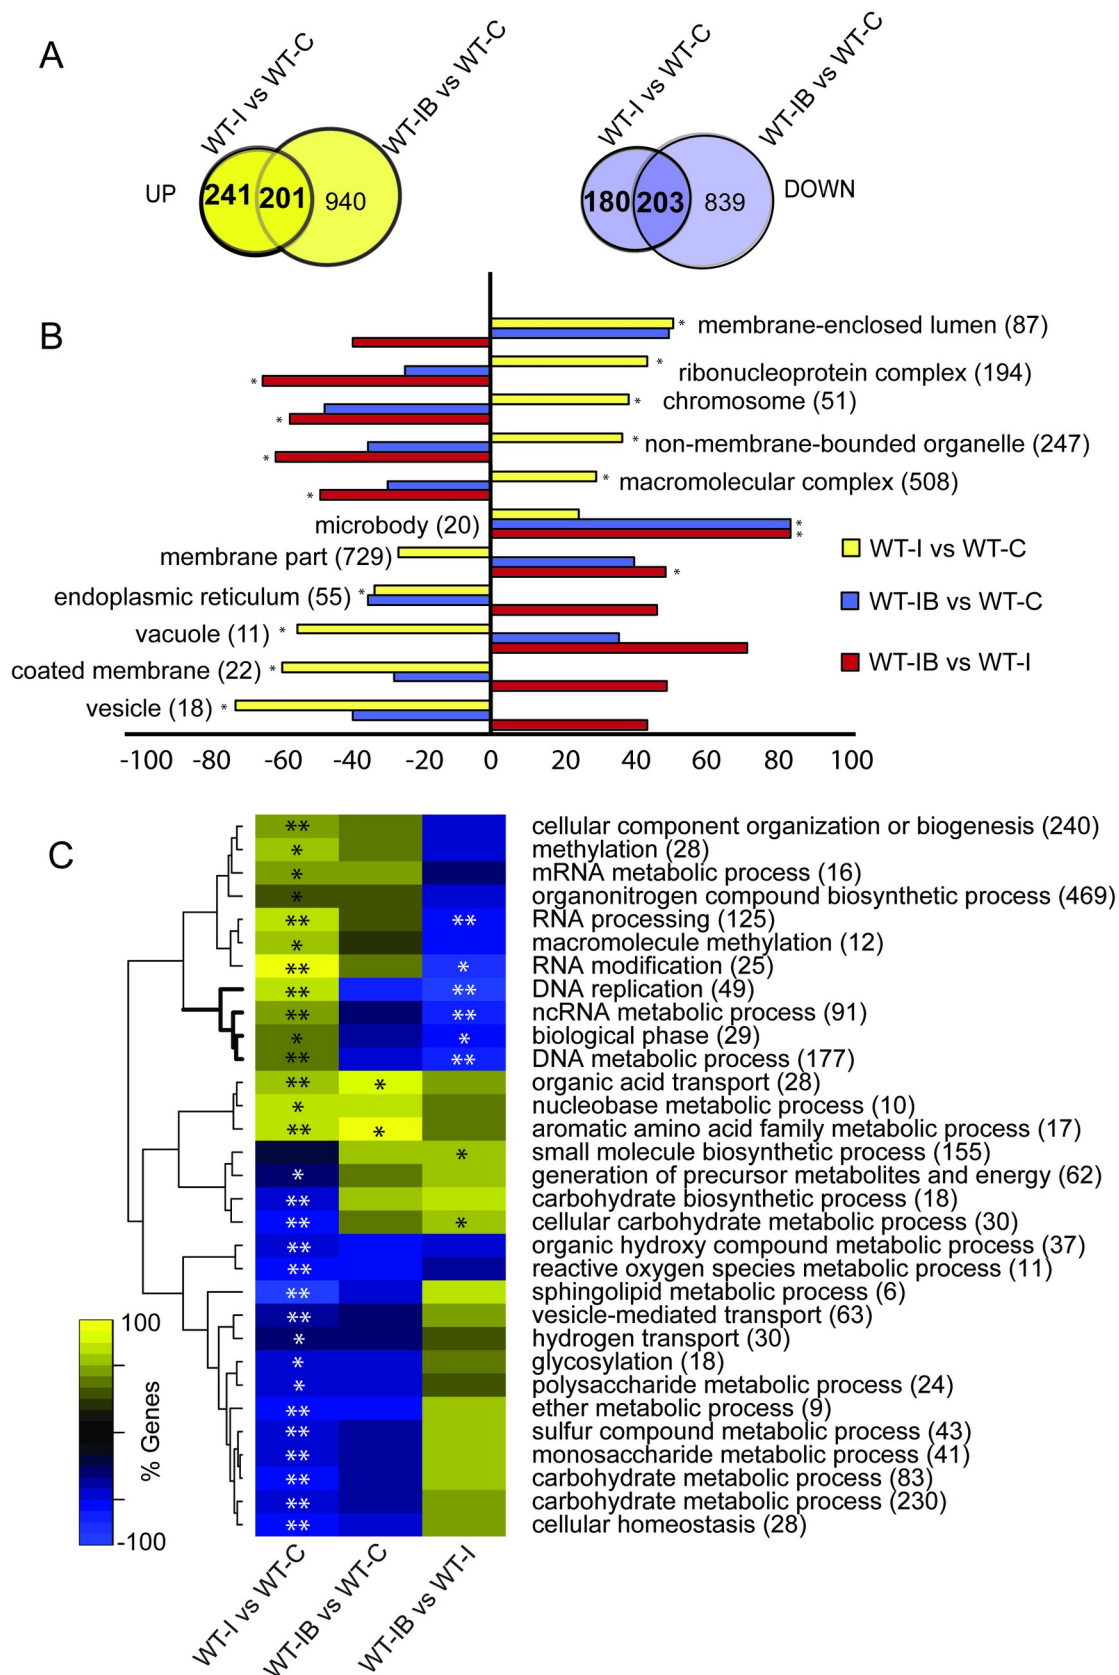 A
WT-I vs WT-C
WT-IB vs WT-C
UP
241
201
940
WT-I vs WT-C
WT-IB vs WT-C
180
203
839
DOWN
B
* membrane-enclosed lumen (87)
*
* ribonucleoprotein complex (194)
* chromosome (51)
*
* * non-membrane-bounded organelle (247)
* * macromolecular complex (508)
microbody (20) *
*
membrane part (729) *
endoplasmic reticulum (55) *
vacuole (11) *
coated membrane (22) *
vesicle (18) *
WT-I vs WT-C
WT-IB vs WT-C
WT-IB vs WT-I
-100 -80 -60 -40 -20 0 20 40 60 80 100
C
** cellular component organization or biogenesis (240)
* methylation (28)
* mRNA metabolic process (16)
* organonitrogen compound biosynthetic process (469)
** ** RNA processing (125)
* macromolecule methylation (12)
** * RNA modification (25)
** ** DNA replication (49)
** ** ncRNA metabolic process (91)
* * biological phase (29)
** ** DNA metabolic process (177)
** * organic acid transport (28)
* nucleobase metabolic process (10)
** * aromatic amino acid family metabolic process (17)
* small molecule biosynthetic process (155)
* generation of precursor metabolites and energy (62)
** carbohydrate biosynthetic process (18)
** * cellular carbohydrate metabolic process (30)
** organic hydroxy compound metabolic process (37)
** reactive oxygen species metabolic process (11)
** sphingolipid metabolic process (6)
** vesicle-mediated transport (63)
* hydrogen transport (30)
* glycosylation (18)
* polysaccharide metabolic process (24)
** ether metabolic process (9)
** sulfur compound metabolic process (43)
** monosaccharide metabolic process (41)
** carbohydrate metabolic process (83)
** carbohydrate metabolic process (230)
** cellular homeostasis (28)
100
% Genes
-100
WT-I vs WT-C
WT-IB vs WT-C
WT-IB vs WT-I